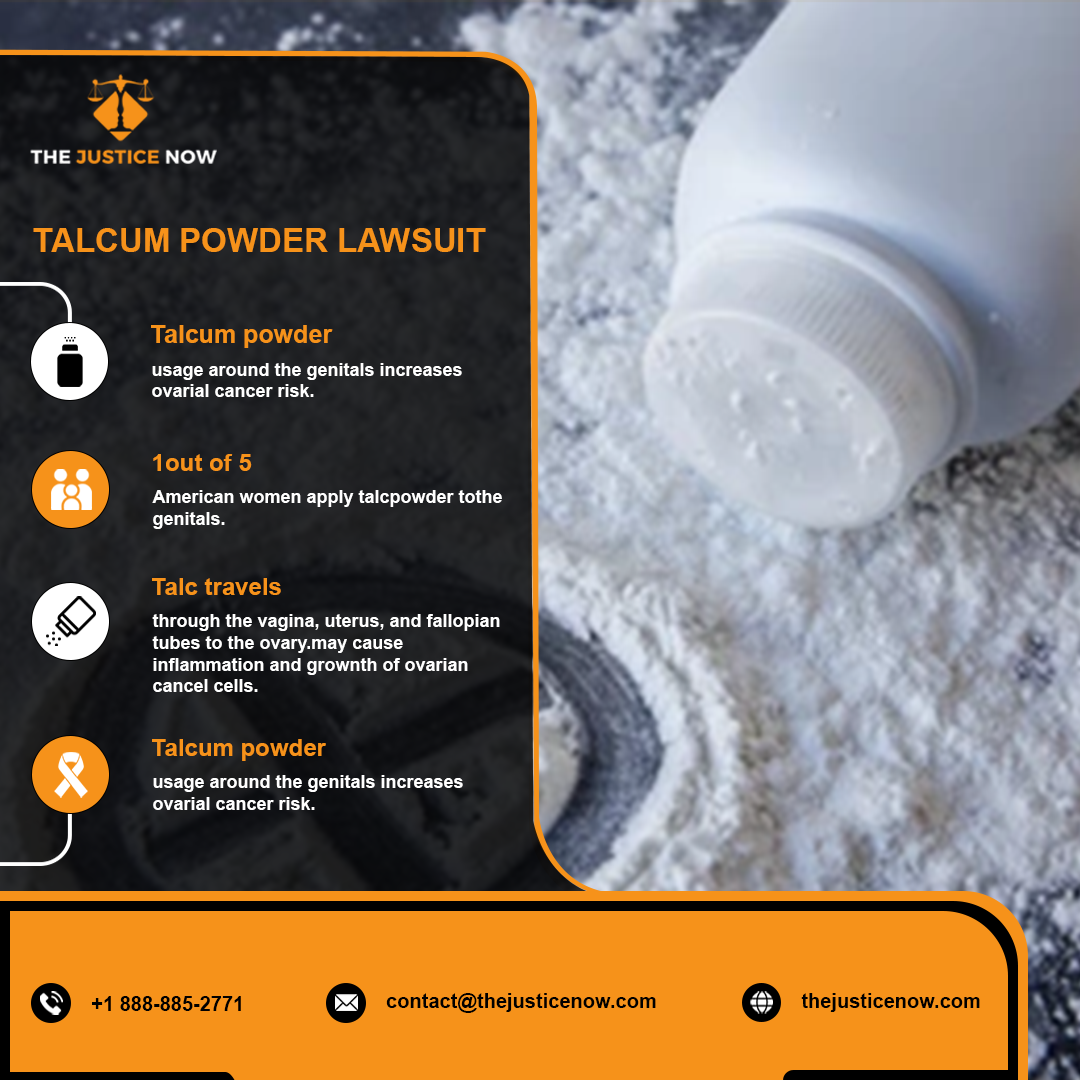 THE JUSTICE NOW
TALCUM POWDER LAWSUIT
Talcum powder
usage around the genitals increases
ovarial cancer risk.
1out of 5
American women apply talcpowder tothe
genitals.
Talc travels
through the vagina, uterus, and fallopian
tubes to the ovary.may cause
inflammation and grownth of ovarian
cancel cells.
Talcum powder
usage around the genitals increases
ovarial cancer risk.
+1 888-885-2771
contact@thejusticenow.com
thejusticenow.com